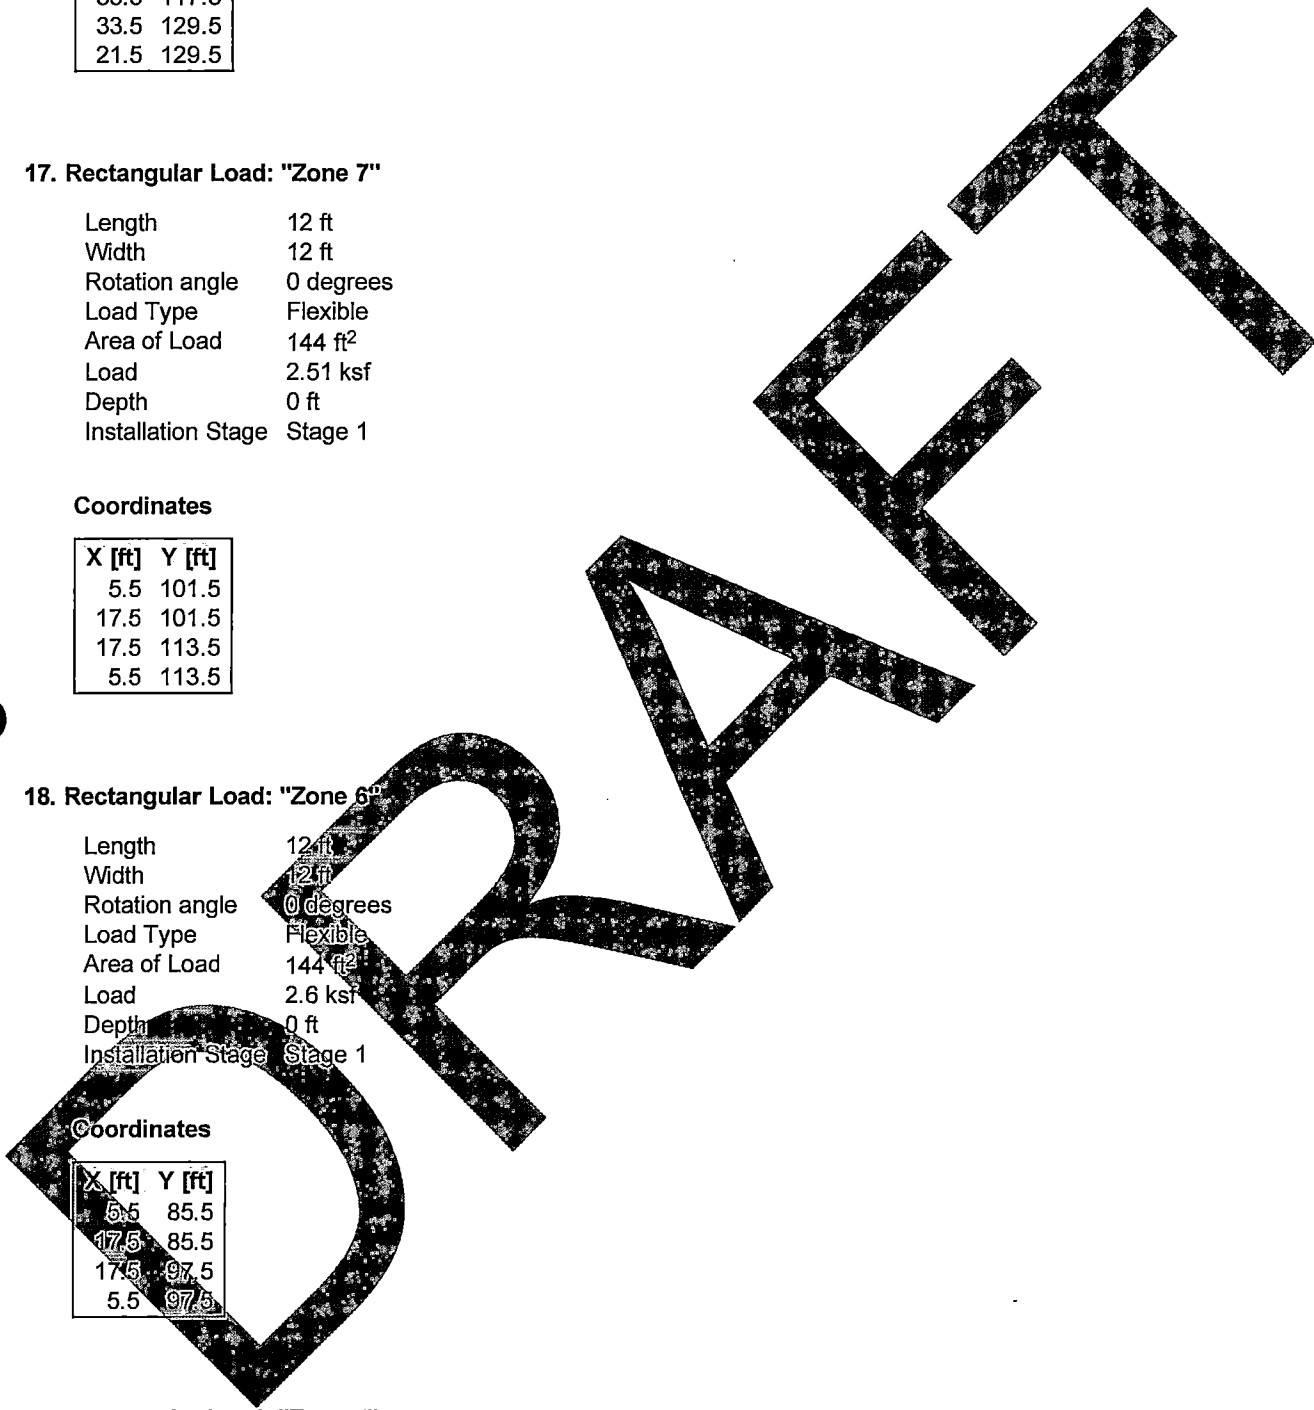 33.5 129.5
21.5 129.5
17. Rectangular Load: "Zone 7"
Length 12 ft
Width 12 ft
Rotation angle 0 degrees
Load Type Flexible
Area of Load 144 ft²
Load 2.51 ksf
Depth 0 ft
Installation Stage Stage 1
Coordinates
X [ft] Y [ft]
5.5 101.5
17.5 101.5
17.5 113.5
5.5 113.5
18. Rectangular Load: "Zone 6"
Length 12 ft
Width 12 ft
Rotation angle 0 degrees
Load Type Flexible
Area of Load 144 ft²
Load 2.6 ksf
Depth 0 ft
Installation Stage Stage 1
Coordinates
X [ft] Y [ft]
5.5 85.5
17.5 85.5
17.5 97.5
5.5 97.5
DRAFT